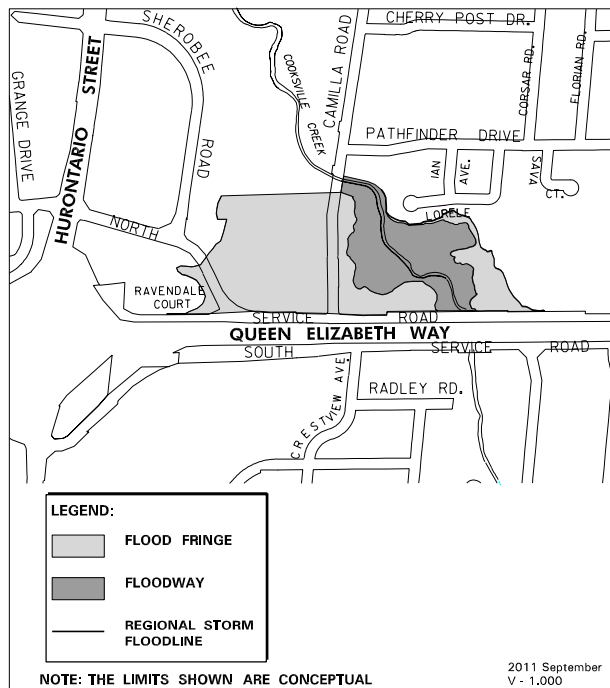 CHERRY POST DR.
SHEROBEE
ROAD
HURONTARIO STREET
GRANGE DRIVE
COOKSVILLE
CREEK
CAMILLA ROAD
CORSAR RD.
FLORIAN RD.
PATHFINDER DRIVE
IAN
AVE.
SAVA
CT.
LORELE
NORTH
RAVENDALE
COURT
SERVICE ROAD
QUEEN ELIZABETH WAY
SOUTH SERVICE ROAD
CRESTVIEW AVE.
RADLEY RD.
LEGEND:
FLOOD FRINGE
FLOODWAY
REGIONAL STORM
FLOODLINE
NOTE: THE LIMITS SHOWN ARE CONCEPTUAL
2011 September
V - 1.000